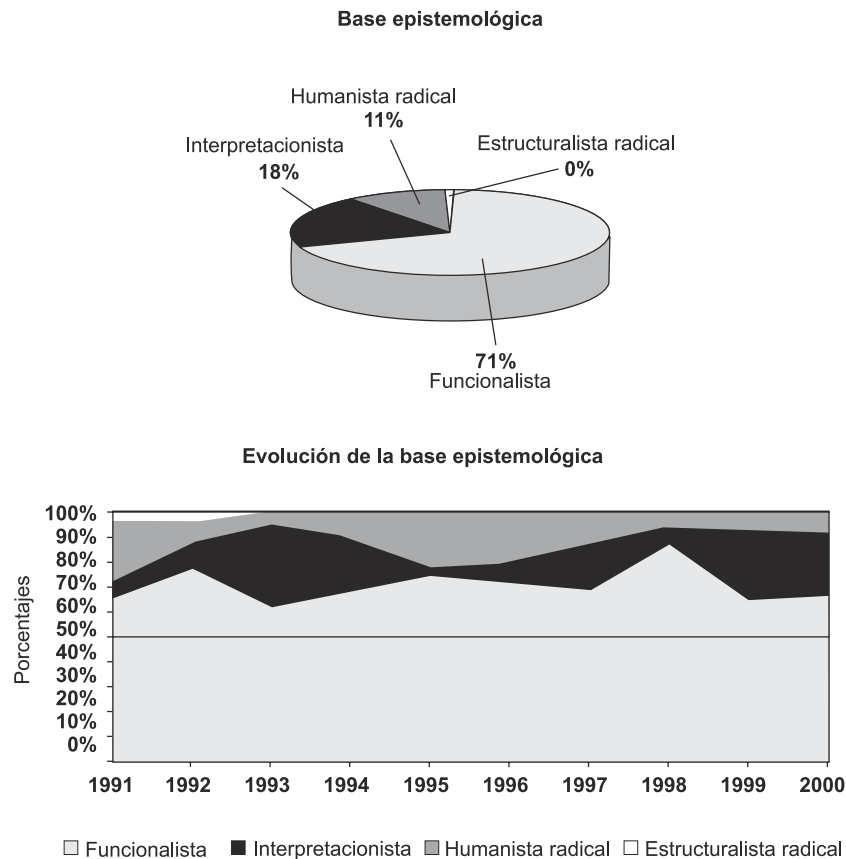 Base epistemológica
Humanista radical
11%
Interpretacionista
18%
Estructuralista radical
0%
71%
Funcionalista
Evolución de la base epistemológica
Porcentajes
100%
90%
80%
70%
60%
50%
40%
30%
20%
10%
0%
1991 1992 1993 1994 1995 1996 1997 1998 1999 2000
Funcionalista Interpretacionista Humanista radical Estructuralista radical